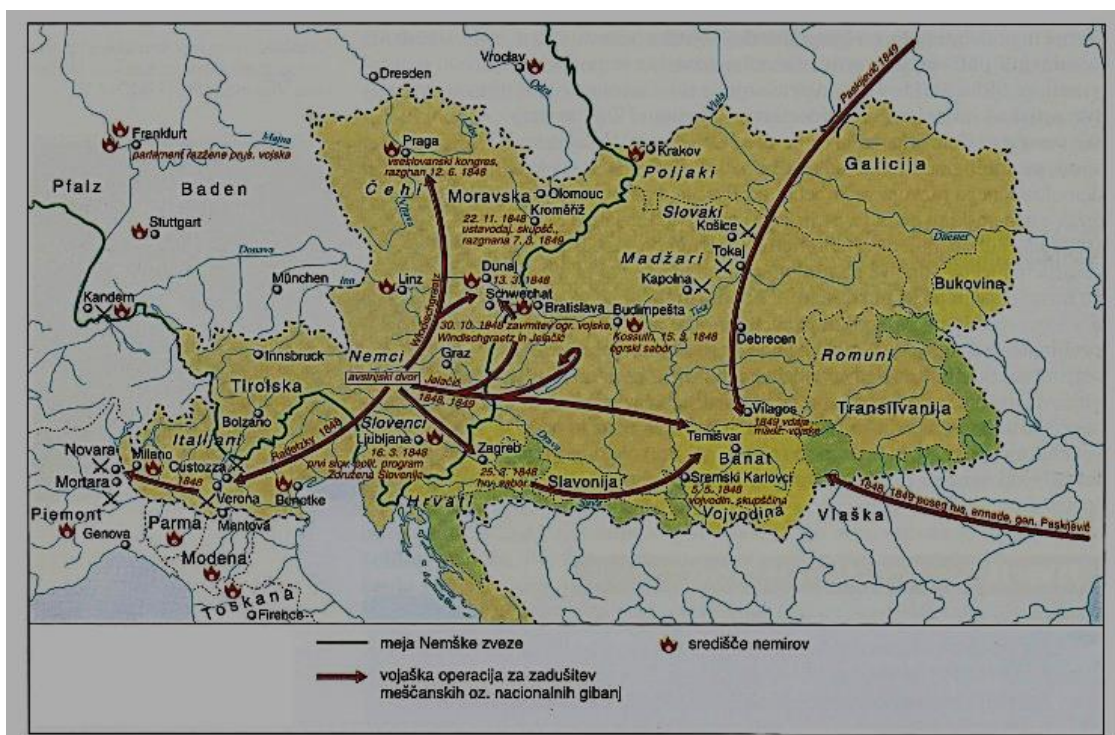 Vroclav
Dresden
Odra
Visla
Paskijevič 1849
Frankfurt
Majna
parlament razžene prus. vojska
Praga
Laba
vseslovanski kongres,
razgnan 12. 6. 1848
Krakov
Poljaki
Galicija
Pfalz
Baden
Čehi
Vltava
Moravska
Olomouc
Kroměříž
22. 11. 1848
ustavodaj. skupšč.,
razgnana 7. 3. 1849
Slovaki
Košice
Stuttgart
Donava
Dnester
Madžari
Tokaj
München
Inn
Linz
Dunaj
13. 3. 1848
Kapolna
Bukovina
Kandern
Schwechat
Bratislava
Budimpešta
Tisa
Windischgraetz
30. 10. 1848 zavrnitev ogr. vojske,
Windischgraetz in Jelačić
Kossuth, 15. 3. 1848
ogrski sabor
Debrecen
Innsbruck
Nemci
Graz
Romuni
Tirolska
avstrijski dvor
Jelačić
1848, 1849
Transilvanija
Bolzano
Vilagos
1849 vdaja
madž. vojske
Italijani
Radetzky 1848
Slovenci
Ljubljana
16. 3. 1848
prvi slov. polit. program
Združena Slovenija
Zagreb
Drava
Temišvar
Banat
Novara
Milano
Custozza
1848
25. 3. 1848
hrv. sabor
Slavonija
Sremski Karlovci
5. 5. 1848
vojvodin. skupščina
Mortara
Verona
Benetke
Hrvati
Sava
Vojvodina
Vlaška
1848, 1849 poseg rus. armade, gen. Paskijevič
Piemont
Parma
Mantova
Genova
Modena
Toskana
Firence
meja Nemške zveze
središče nemirov
vojaška operacija za zadušitev
meščanskih oz. nacionalnih gibanj